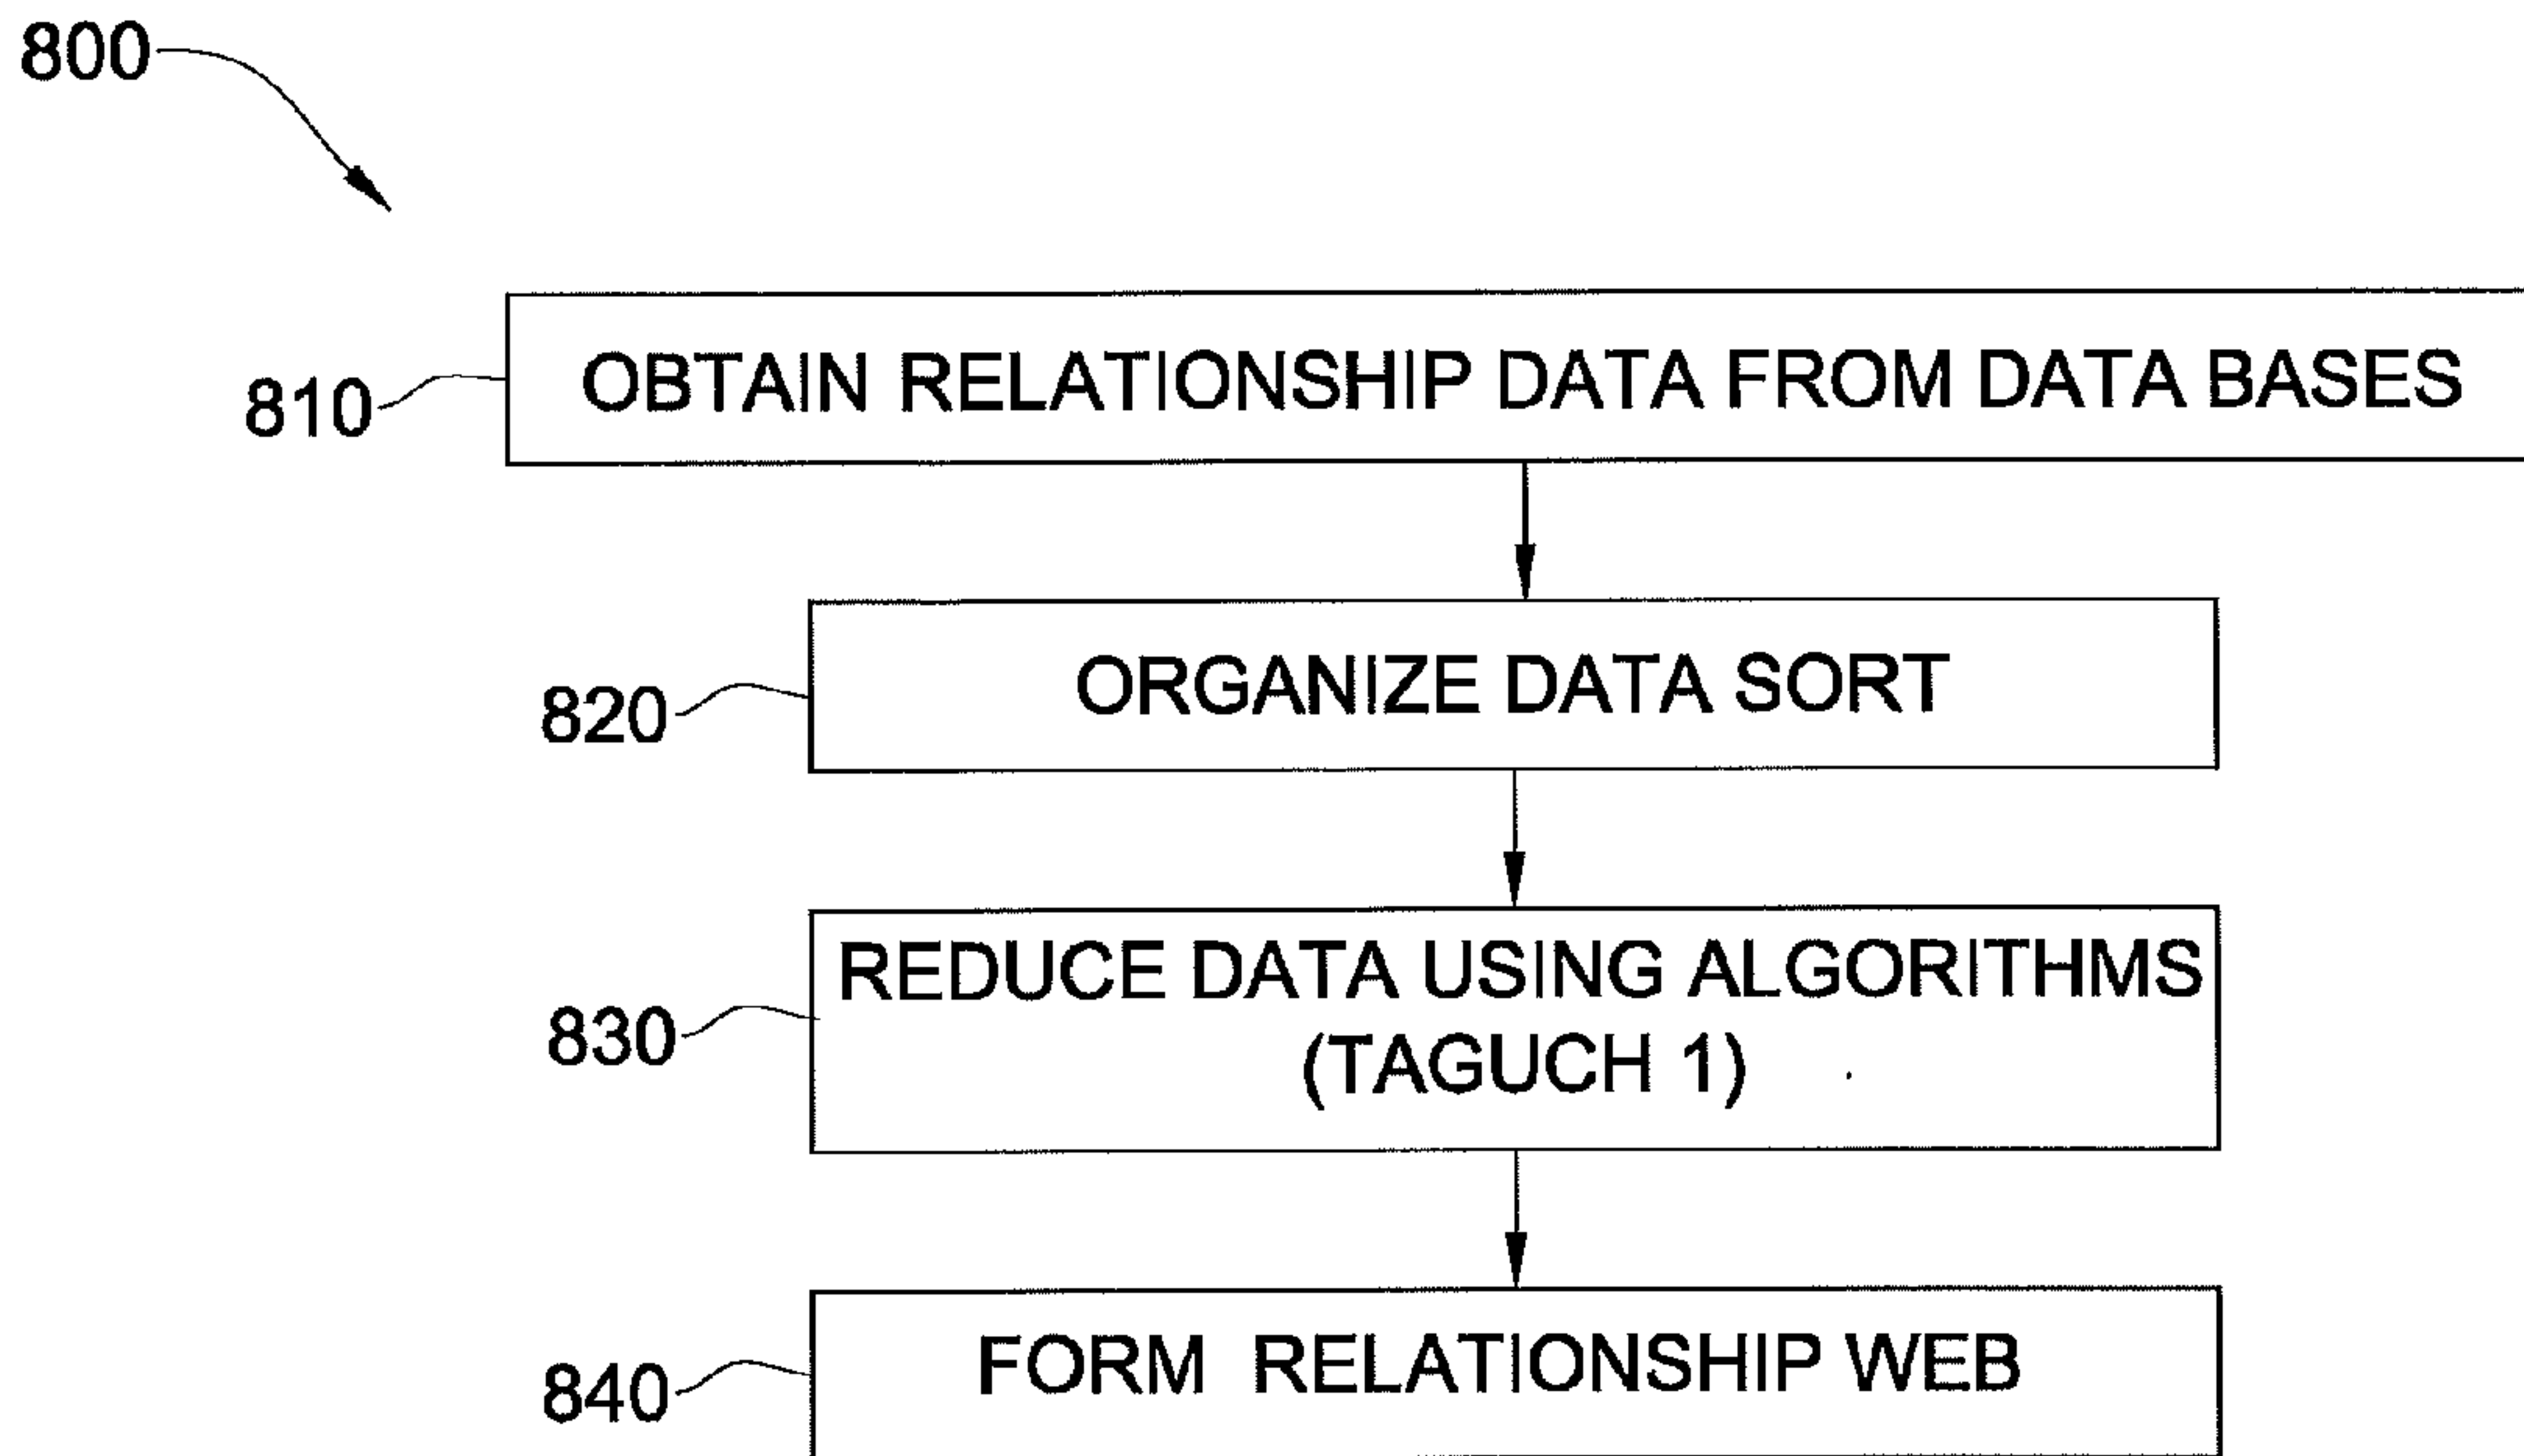 800
810
OBTAIN RELATIONSHIP DATA FROM DATA BASES
820
ORGANIZE DATA SORT
830
REDUCE DATA USING ALGORITHMS
(TAGUCH 1)
840
FORM RELATIONSHIP WEB